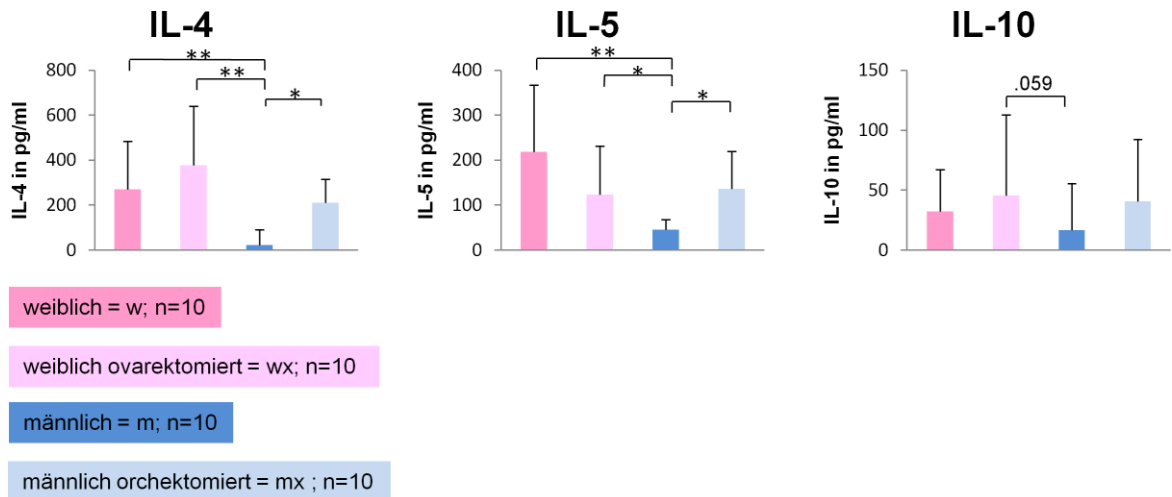 IL-4
**
**
*
800
600
400
200
0
IL-4 in pg/ml
IL-5
**
*
*
400
300
200
100
0
IL-5 in pg/ml
IL-10
.059
150
100
50
0
IL-10 in pg/ml
weiblich = w; n=10
weiblich ovarektomiert = wx; n=10
männlich = m; n=10
männlich orchektomiert = mx ; n=10